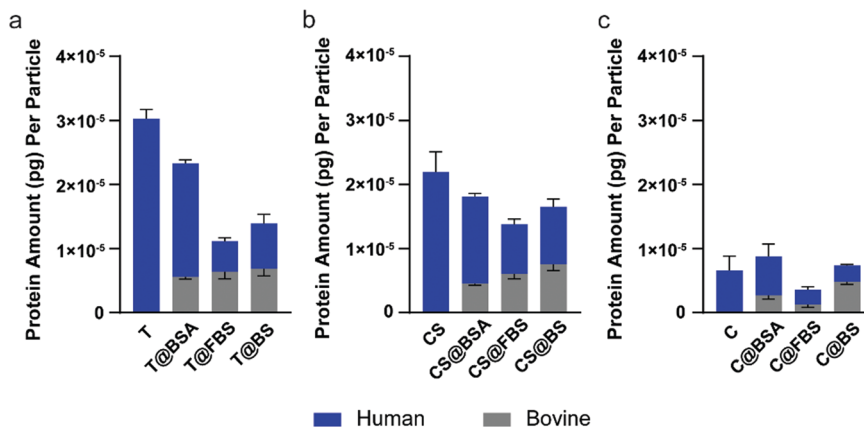 a
Protein Amount (pg) Per Particle
4×10⁻⁵
3×10⁻⁵
2×10⁻⁵
1×10⁻⁵
0
T
T@BSA
T@FBS
T@BS
b
Protein Amount (pg) Per Particle
4×10⁻⁵
3×10⁻⁵
2×10⁻⁵
1×10⁻⁵
0
CS
CS@BSA
CS@FBS
CS@BS
c
Protein Amount (pg) Per Particle
4×10⁻⁵
3×10⁻⁵
2×10⁻⁵
1×10⁻⁵
0
C
C@BSA
C@FBS
C@BS
Human
Bovine